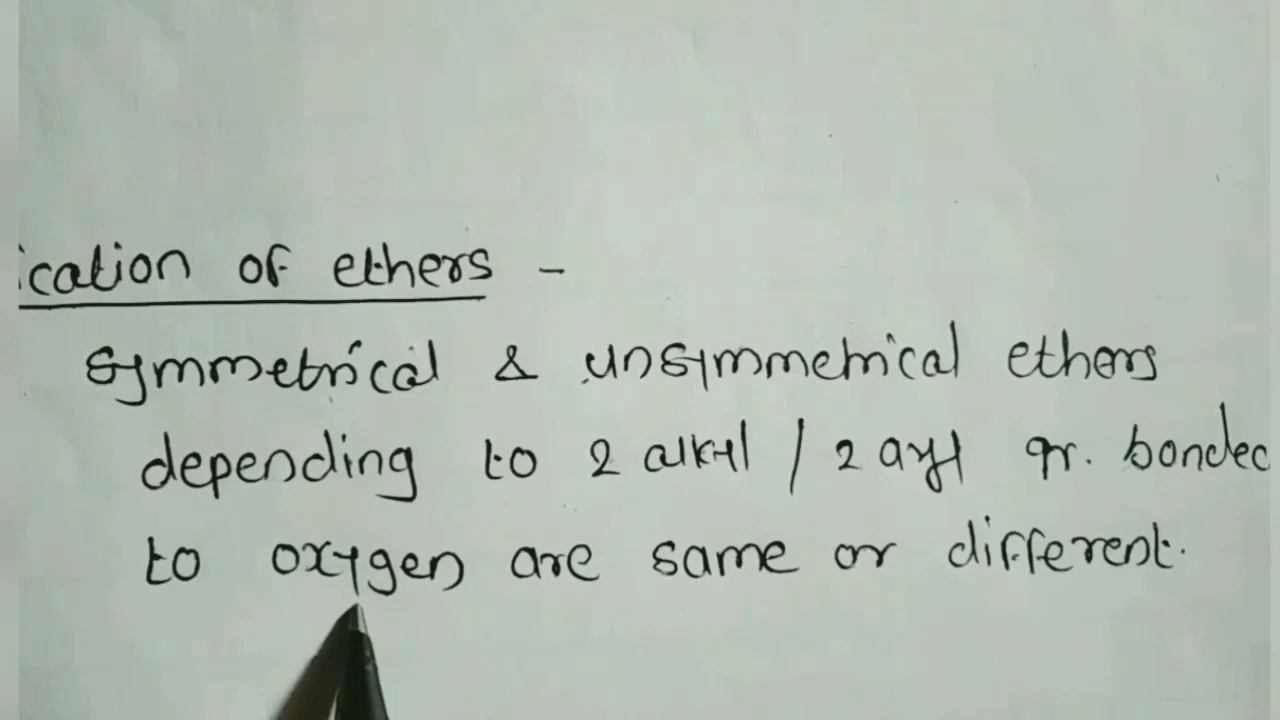 ication of ethers -
symmetrical & unsymmetrical ethers
depending to 2 alkyl / 2 aryl gr. bonded
to oxygen are same or different.